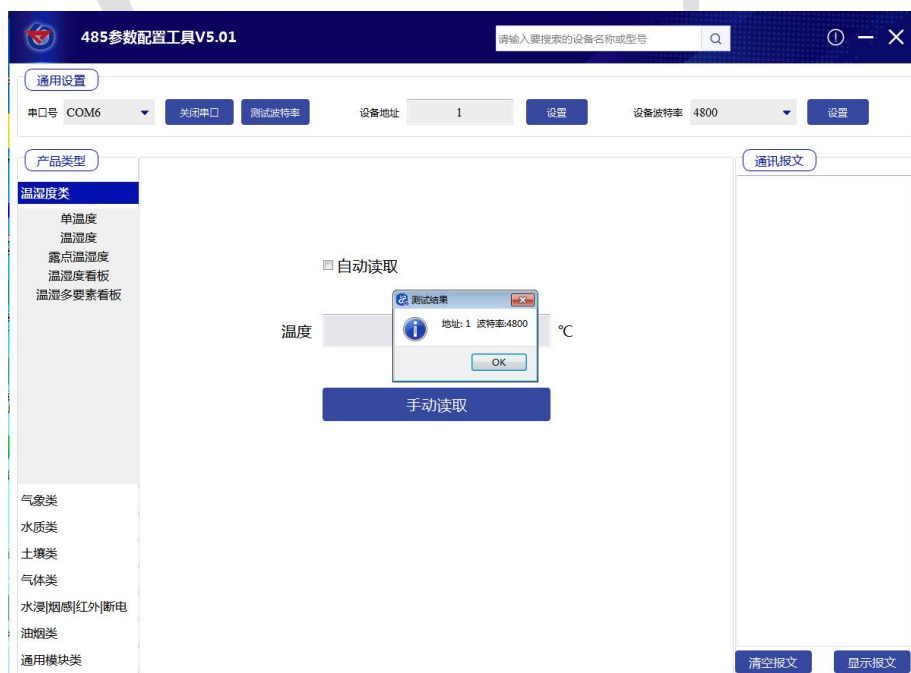 485参数配置工具V5.01
请输入要搜索的设备名称或型号
通用设置
串口号 COM6 关闭串口 测试波特率 设备地址 1 设置 设备波特率 4800 设置
产品类型
通讯报文
温湿度类
单温度
温湿度
露点温湿度
温湿度看板
温湿多要素看板
自动读取
测试结果
地址: 1 波特率:4800
温度 ℃
OK
手动读取
气象类
水质类
土壤类
气体类
水浸|烟感|红外|断电
油烟类
通用模块类
清空报文 显示报文